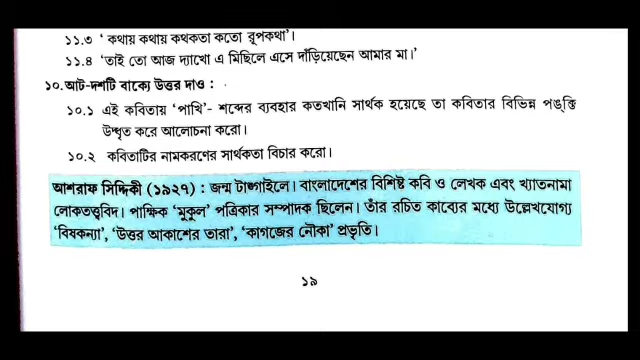 ১১.৩ ‘ কথায় কথায় কথকতা কতো রূপকথা’।
১১.৪ ‘তাই তো আজ দ্যাখো এ মিছিলে এসে দাঁড়িয়েছেন আমার মা।’
১০. আট-দশটি বাক্যে উত্তর দাও :
১০.১ এই কবিতায় ‘পাখি’- শব্দের ব্যবহার কতখানি সার্থক হয়েছে তা কবিতার বিভিন্ন পঙ্‌ক্তি
উদ্ধৃত করে আলোচনা করো।
১০.২ কবিতাটির নামকরণের সার্থকতা বিচার করো।
আশরাফ সিদ্দিকী (১৯২৭) : জন্ম টাঙ্গাইলে। বাংলাদেশের বিশিষ্ট কবি ও লেখক এবং খ্যাতনামা
লোকতত্ত্ববিদ। পাক্ষিক ‘মুকুল’ পত্রিকার সম্পাদক ছিলেন। তাঁর রচিত কাব্যের মধ্যে উল্লেখযোগ্য
‘বিষকন্যা’, ‘উত্তর আকাশের তারা’, ‘কাগজের নৌকা’ প্রভৃতি।
১৯